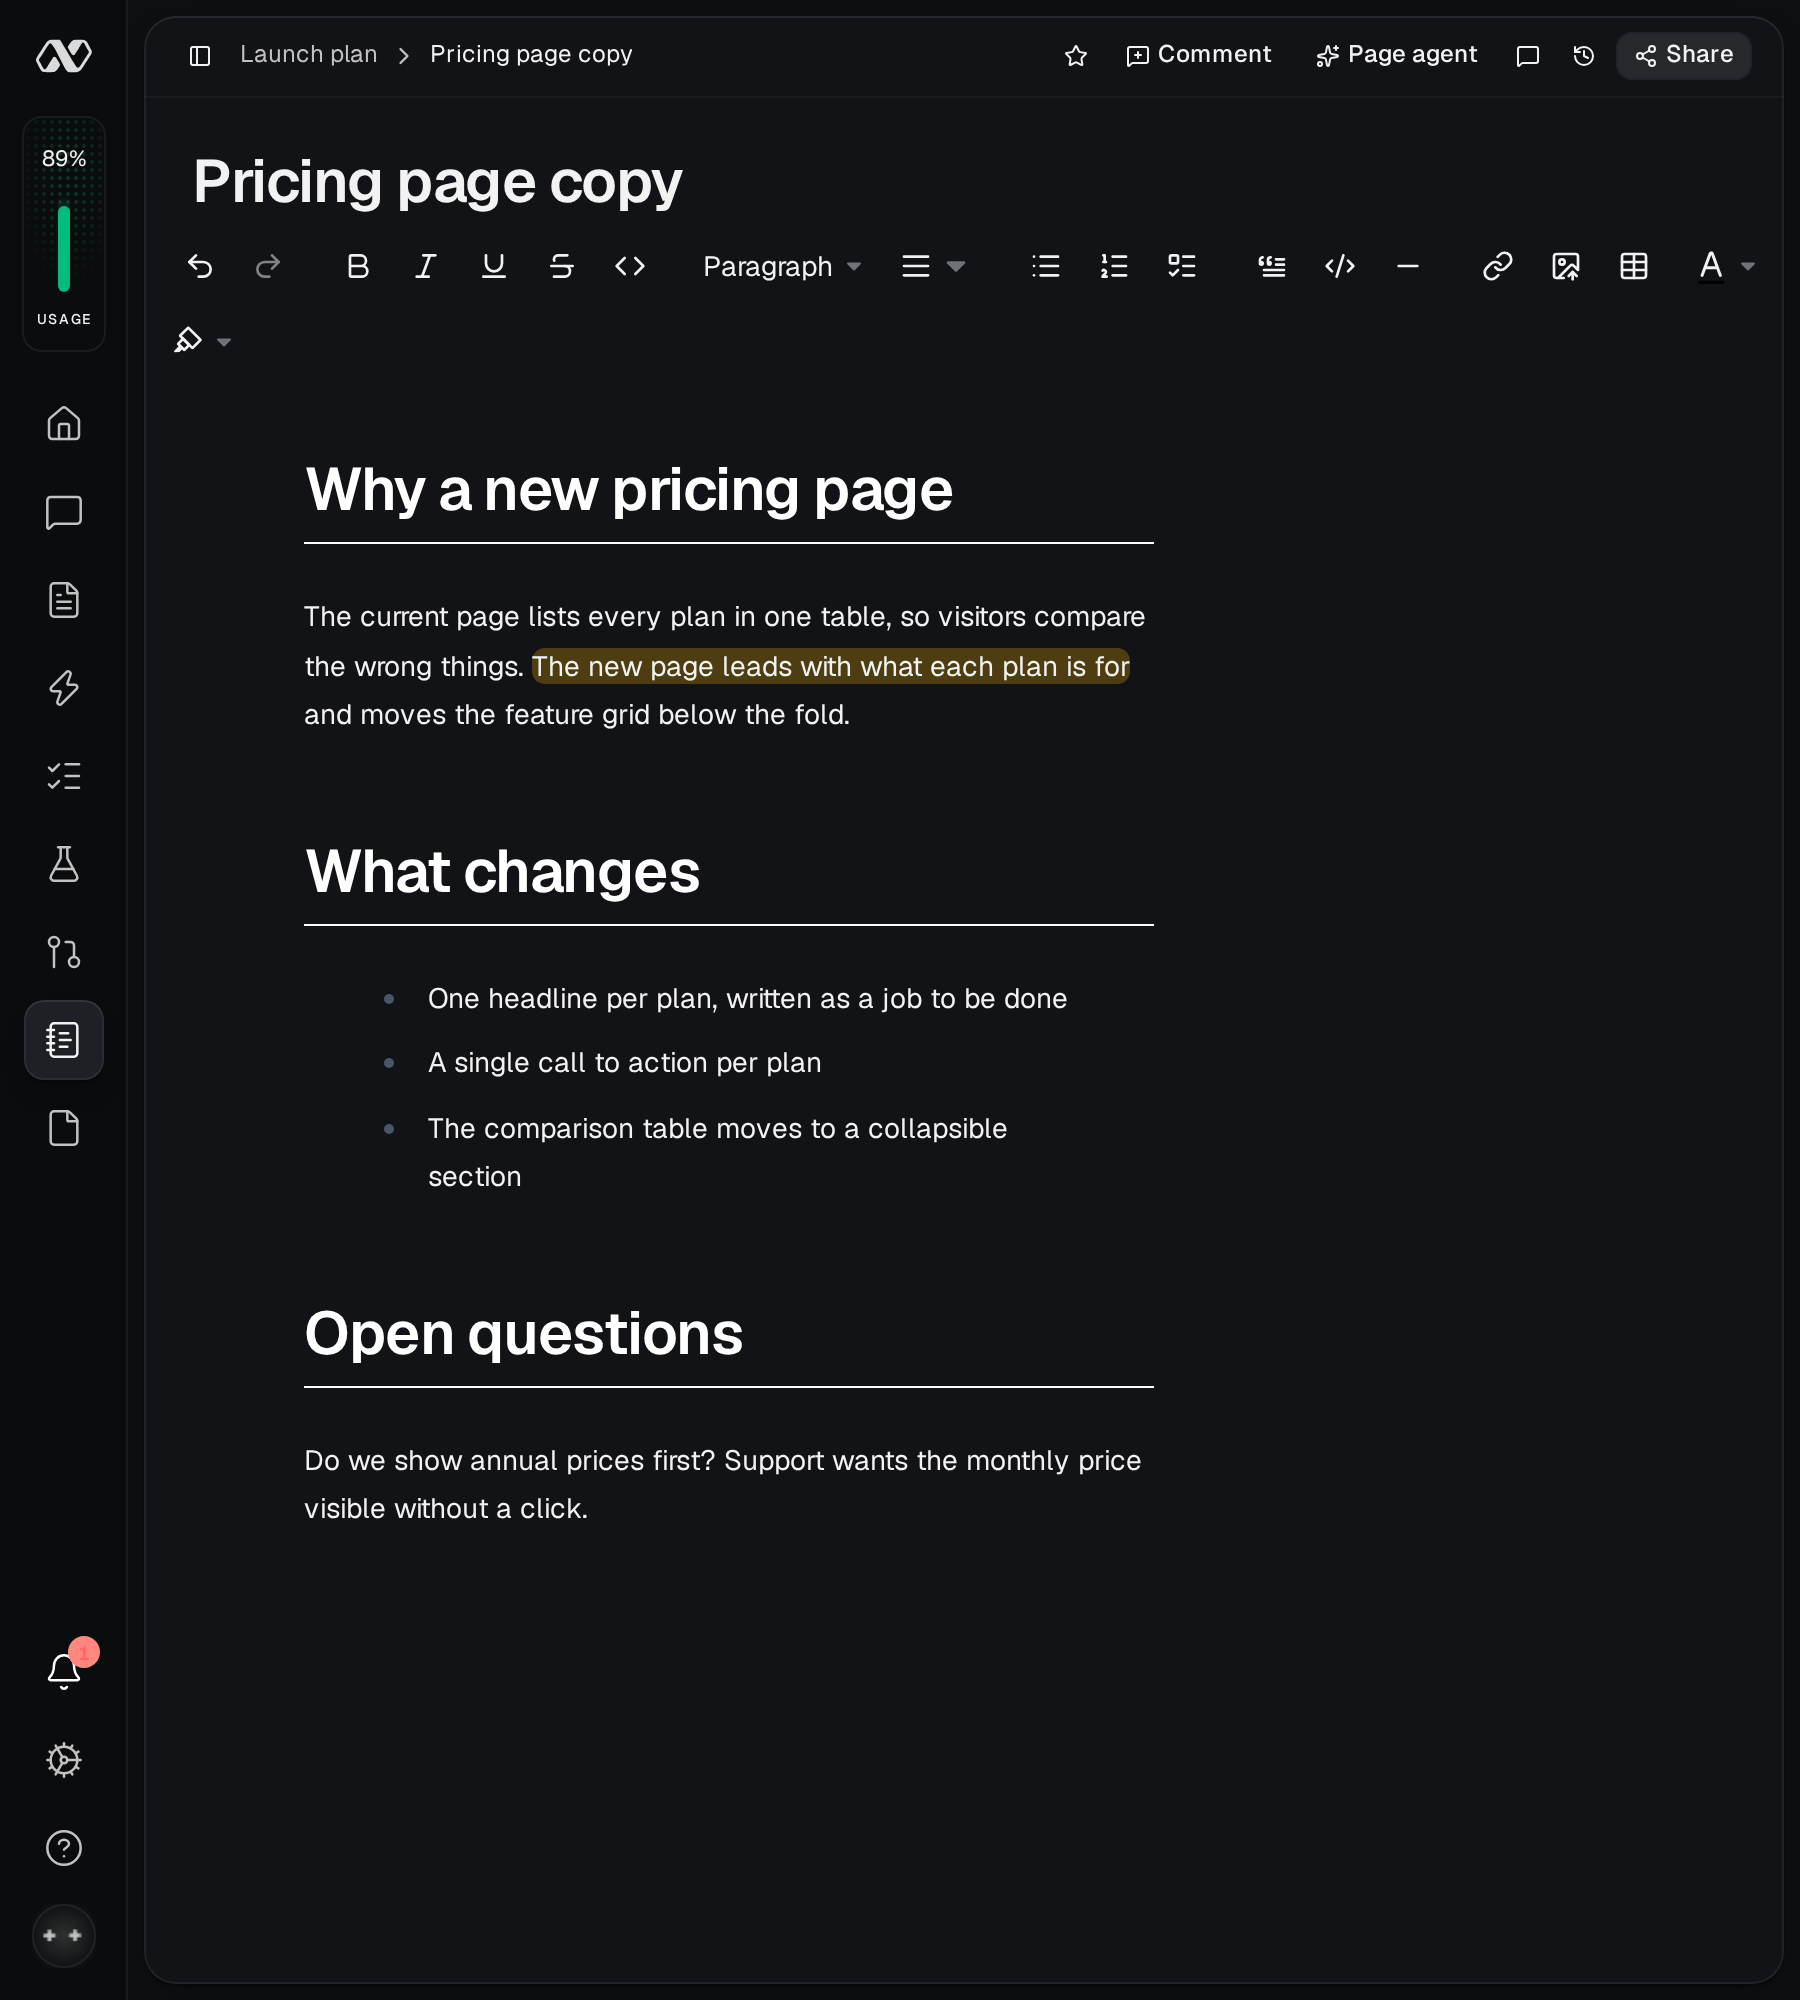 Launch plan
Pricing page copy
Comment
Page agent
Share
89%
USAGE
Pricing page copy
Paragraph
Why a new pricing page
The current page lists every plan in one table, so visitors compare
the wrong things. The new page leads with what each plan is for
and moves the feature grid below the fold.
What changes
One headline per plan, written as a job to be done
A single call to action per plan
The comparison table moves to a collapsible
section
Open questions
Do we show annual prices first? Support wants the monthly price
visible without a click.
1